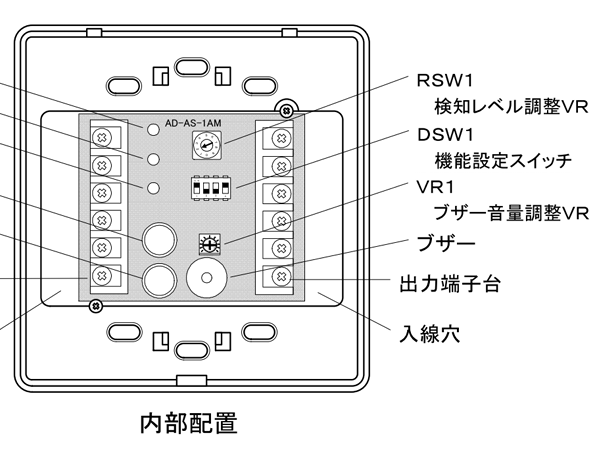 AD-AS-1AM
RSW1
検知レベル調整VR
DSW1
機能設定スイッチ
VR1
ブザー音量調整VR
ブザー
出力端子台
入線穴
内部配置